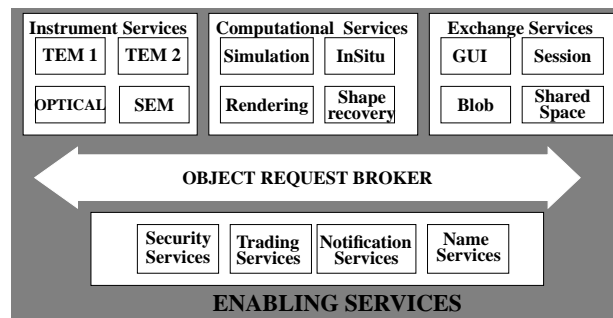 Instrument Services
TEM 1
TEM 2
OPTICAL
SEM
Computational Services
Simulation
InSitu
Rendering
Shape
recovery
Exchange Services
GUI
Session
Blob
Shared
Space
OBJECT REQUEST BROKER
Security
Services
Trading
Services
Notification
Services
Name
Services
ENABLING SERVICES